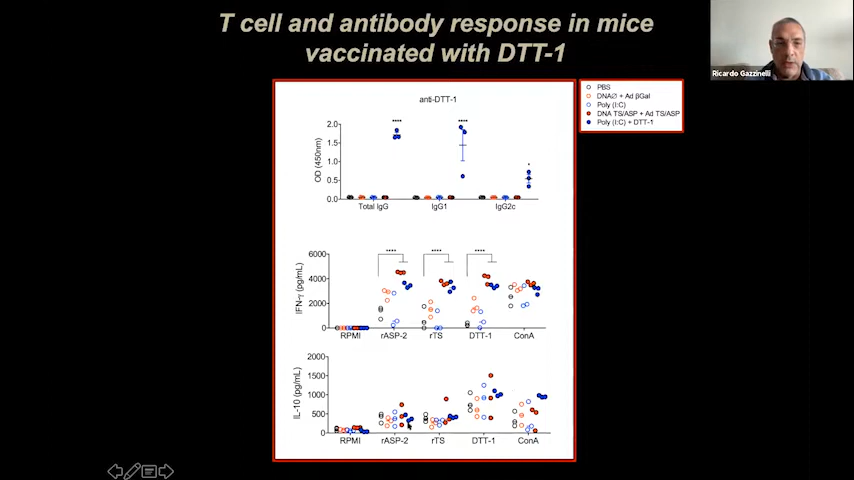 T cell and antibody response in mice
vaccinated with DTT-1
Ricardo Gazzinelli
PBS
DNAØ + Ad βGal
Poly (I:C)
DNA TS/ASP + Ad TS/ASP
Poly (I:C) + DTT-1
anti-DTT-1
OD (450nm)
2.0
1.5
1.0
0.5
0.0
****
****
*
Total IgG IgG1 IgG2c
IFN-γ (pg/mL)
6000
4000
2000
0
**** **** ****
RPMI rASP-2 rTS DTT-1 ConA
IL-10 (pg/mL)
2000
1500
1000
500
0
RPMI rASP-2 rTS DTT-1 ConA